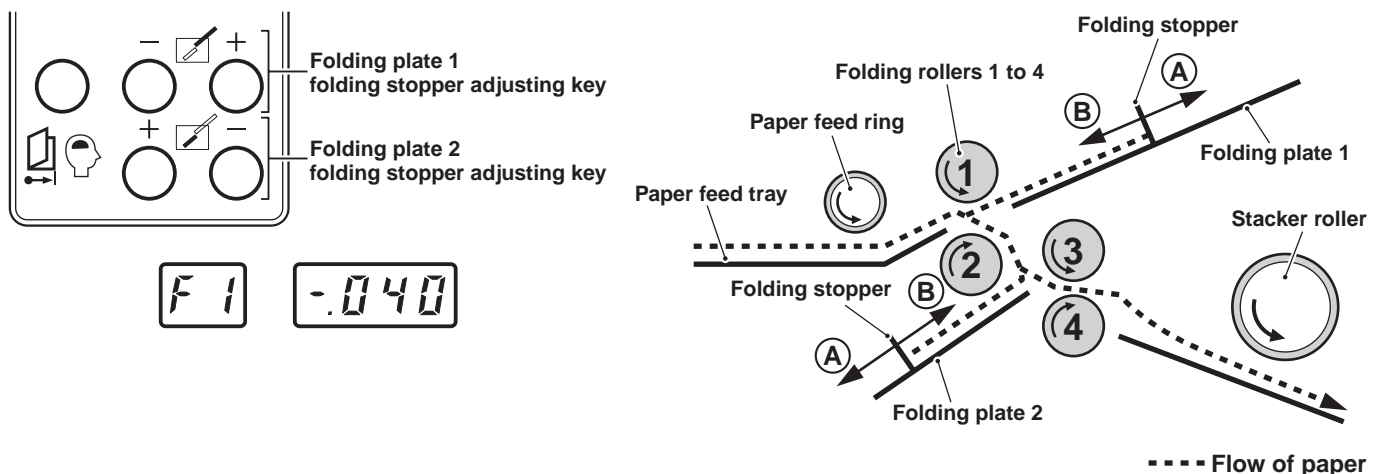 − +
Folding plate 1
folding stopper adjusting key
+ −
Folding plate 2
folding stopper adjusting key
F 1 -.040
Folding stopper
Folding rollers 1 to 4
A
B
Paper feed ring
1
Folding plate 1
Paper feed tray
Stacker roller
2
3
Folding stopper
B
4
A
Folding plate 2
Flow of paper